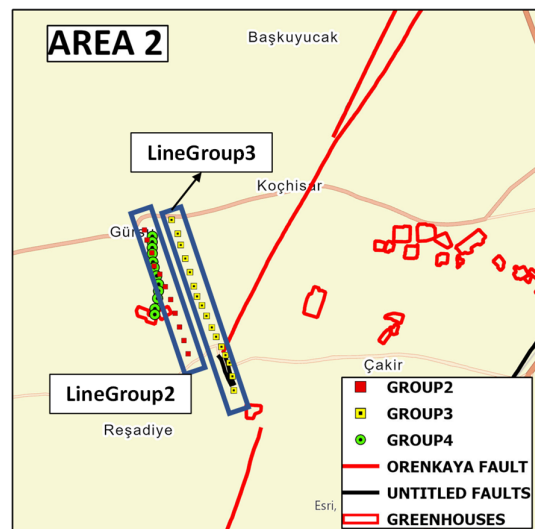 AREA 2
Başkuyucak
LineGroup3
Koçhisar
Gürs
LineGroup2
Çakir
Reşadiye
GROUP2
GROUP3
GROUP4
ORENKAYA FAULT
UNTITLED FAULTS
GREENHOUSES
Esri,